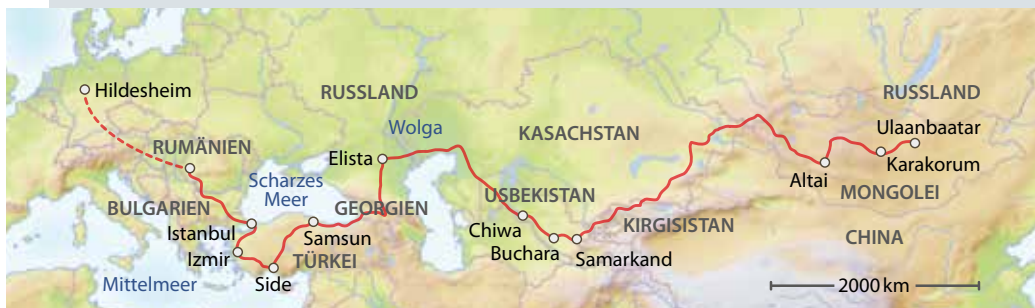 Hildesheim
RUSSLAND
RUSSLAND
Wolga
KASACHSTAN
Ulaanbaatar
RUMÄNIEN
Elista
Karakorum
Altai
Scharzes
Meer
USBEKISTAN
MONGOLEI
BULGARIEN
GEORGIEN
Chiwa
KIRGISISTAN
Istanbul
Samsun
CHINA
Buchara
Samarkand
Izmir
TÜRKEI
Mittelmeer
Side
2000 km